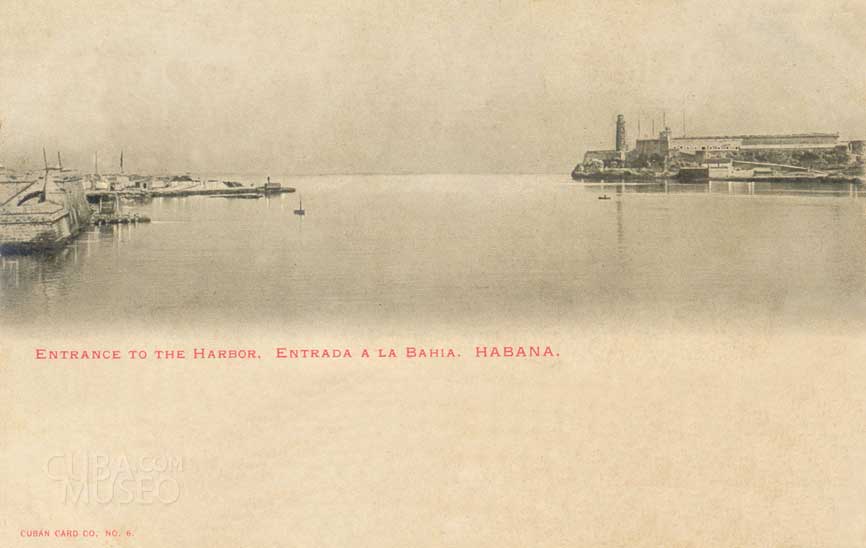 ENTRANCE TO THE HARBOR. ENTRADA A LA BAHIA. HABANA.
CUBA.COM
MUSEO
CUBAN CARD CO. NO. 6.